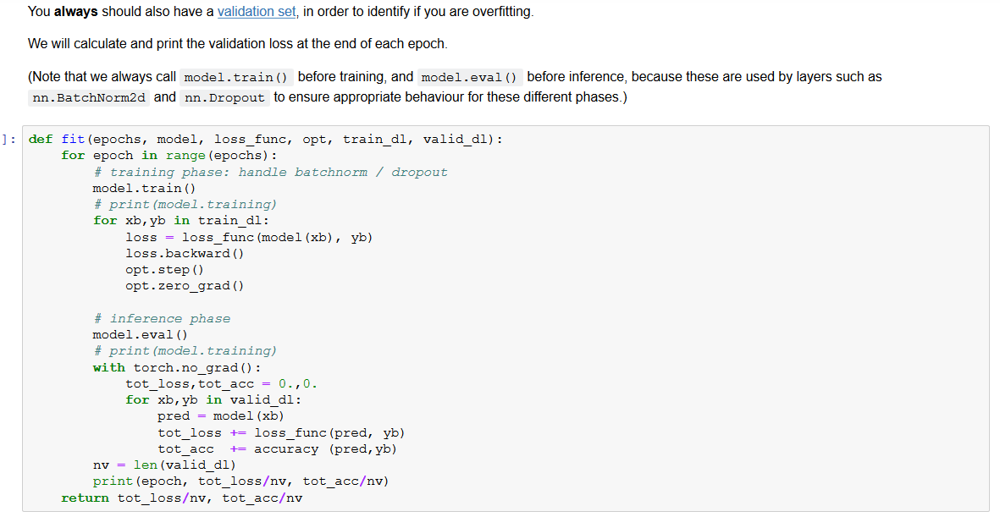 You always should also have a validation set, in order to identify if you are overfitting.
We will calculate and print the validation loss at the end of each epoch.
(Note that we always call model.train() before training, and model.eval() before inference, because these are used by layers such as
nn.BatchNorm2d and nn.Dropout to ensure appropriate behaviour for these different phases.)
]: def fit(epochs, model, loss_func, opt, train_dl, valid_dl):
    for epoch in range(epochs):
        # training phase: handle batchnorm / dropout
        model.train()
        # print(model.training)
        for xb,yb in train_dl:
            loss = loss_func(model(xb), yb)
            loss.backward()
            opt.step()
            opt.zero_grad()
        # inference phase
        model.eval()
        # print(model.training)
        with torch.no_grad():
            tot_loss,tot_acc = 0.,0.
            for xb,yb in valid_dl:
                pred = model(xb)
                tot_loss += loss_func(pred, yb)
                tot_acc  += accuracy (pred,yb)
        nv = len(valid_dl)
        print(epoch, tot_loss/nv, tot_acc/nv)
    return tot_loss/nv, tot_acc/nv